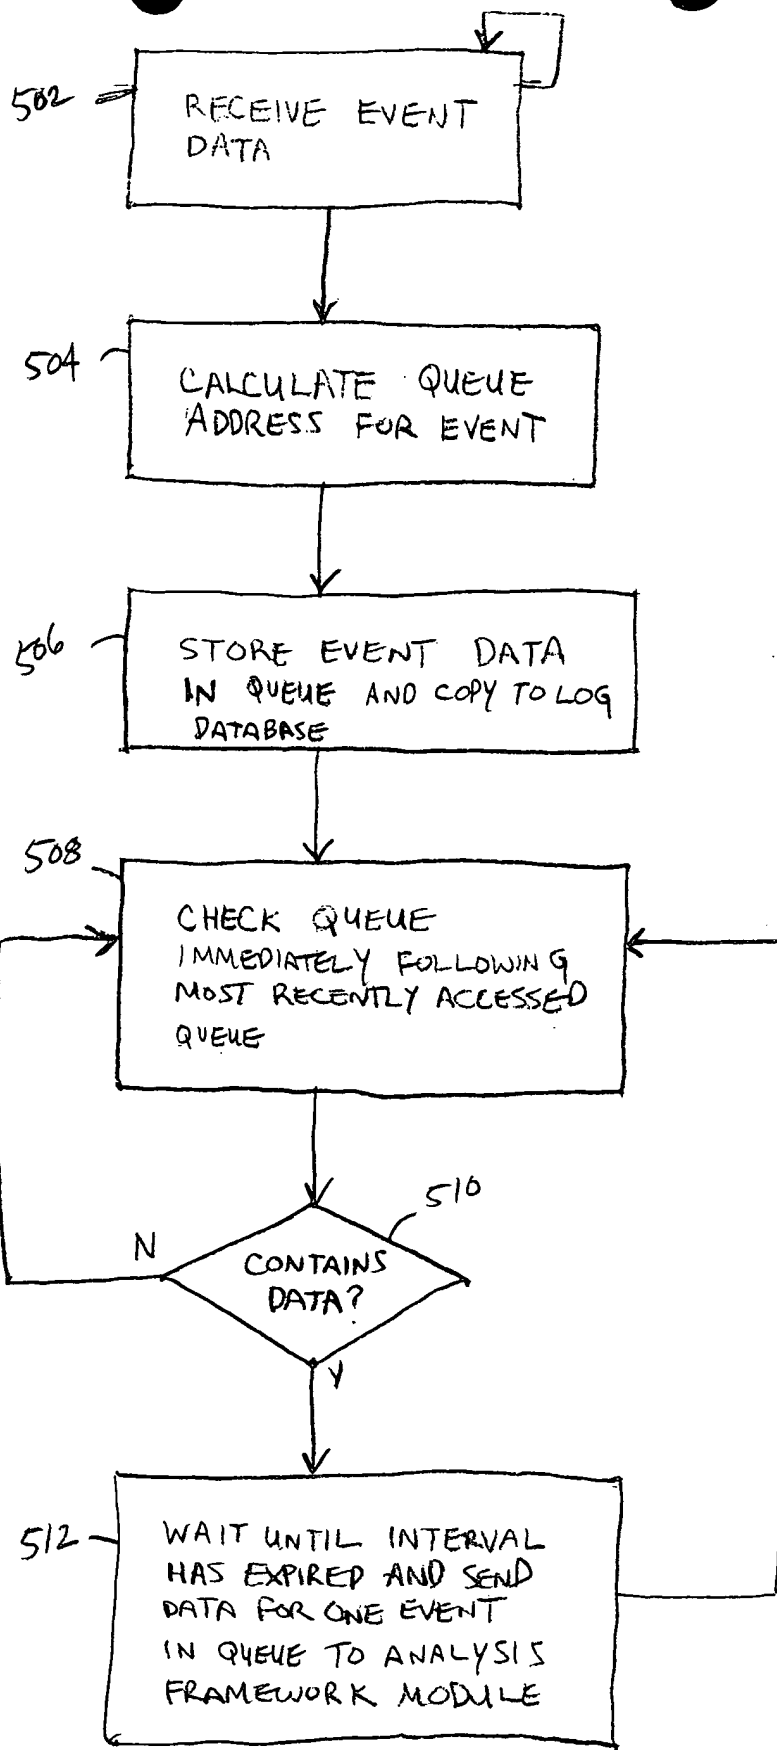 502
RECEIVE EVENT
DATA
504
CALCULATE QUEUE
ADDRESS FOR EVENT
506
STORE EVENT DATA
IN QUEUE AND COPY TO LOG
DATABASE
508
CHECK QUEUE
IMMEDIATELY FOLLOWING
MOST RECENTLY ACCESSED
QUEUE
510
N
CONTAINS
DATA?
Y
512
WAIT UNTIL INTERVAL
HAS EXPIRED AND SEND
DATA FOR ONE EVENT
IN QUEUE TO ANALYSIS
FRAMEWORK MODULE